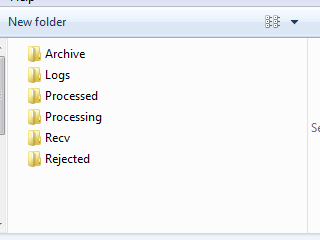 New folder
Archive
Logs
Processed
Processing
Recv
Rejected